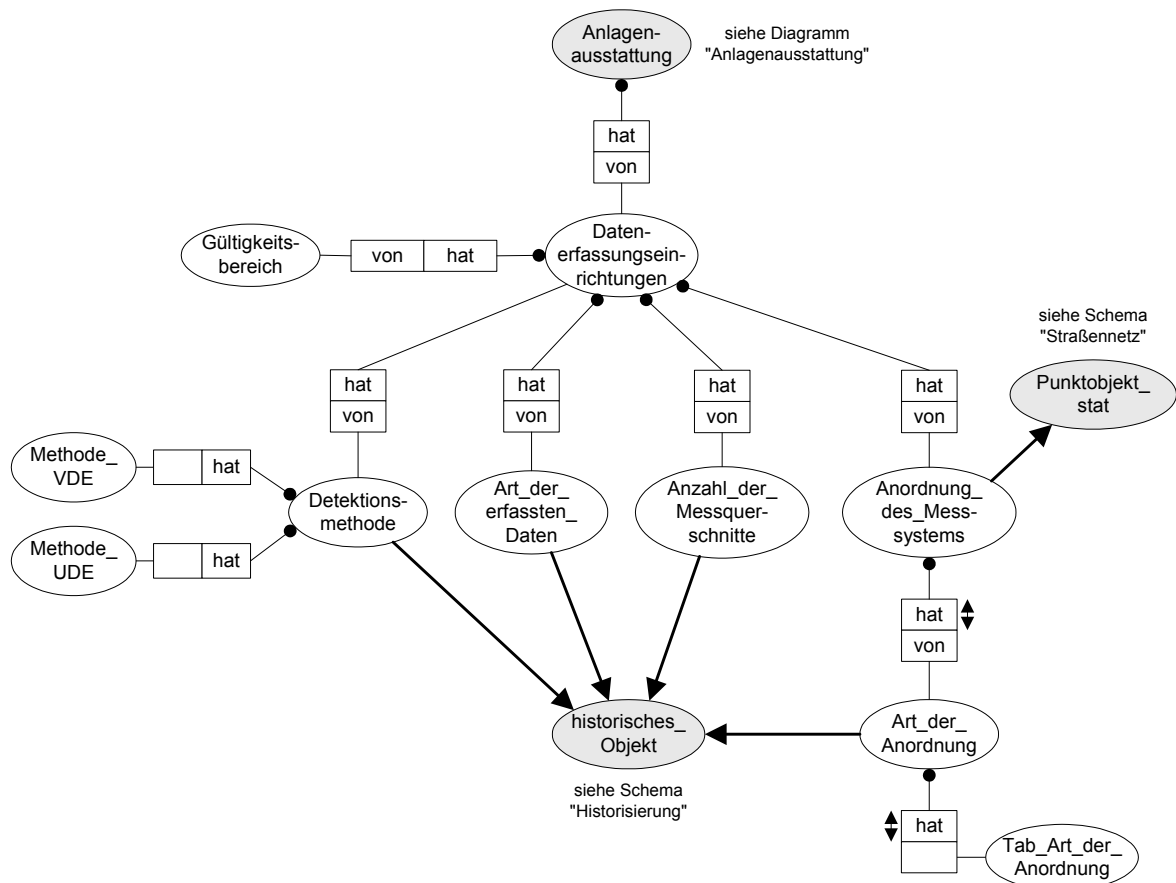 Anlagen-
ausstattung
siehe Diagramm
"Anlagenausstattung"
hat
von
Gültigkeits-
bereich
von
hat
Daten-
erfassungsein-
richtungen
siehe Schema
"Straßennetz"
Punktobjekt_
stat
hat
von
hat
von
hat
von
hat
von
Methode_
VDE
hat
Methode_
UDE
hat
Detektions-
methode
Art_der_
erfassten_
Daten
Anzahl_der_
Messquer-
schnitte
Anordnung_
des_Mess-
systems
hat
von
historisches_
Objekt
siehe Schema
"Historisierung"
Art_der_
Anordnung
hat
Tab_Art_der_
Anordnung